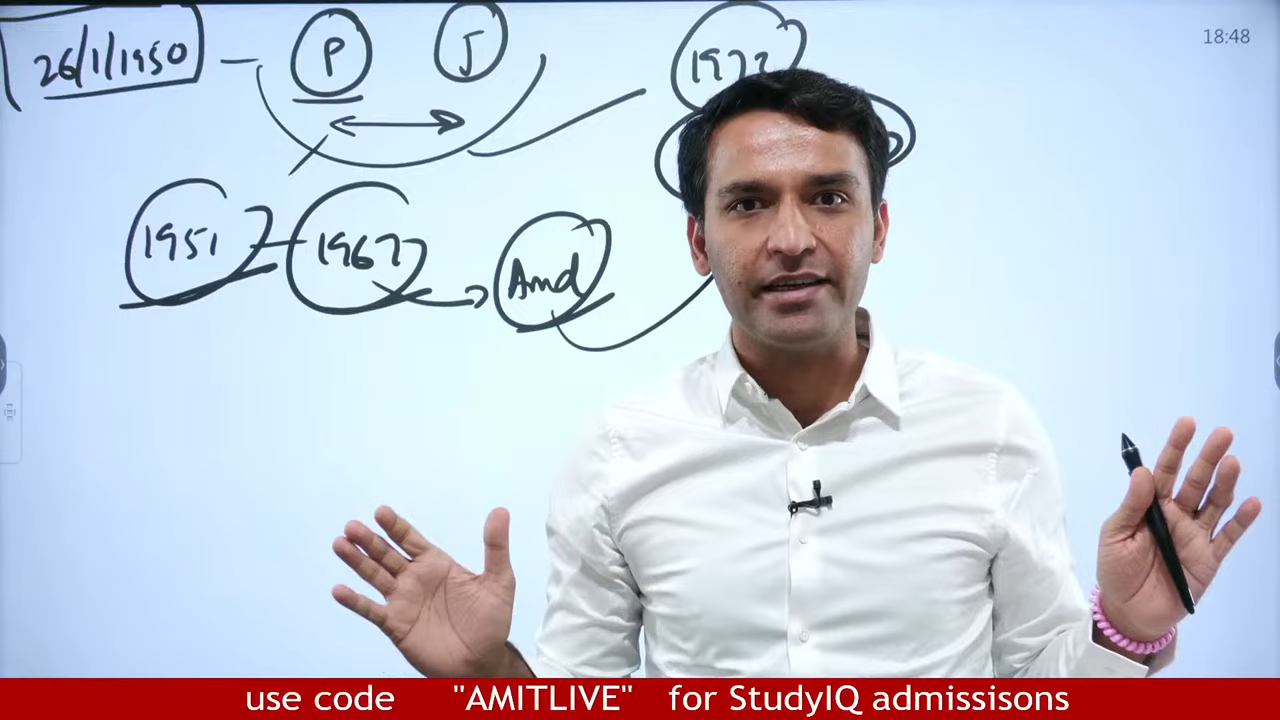 26/1/1950 – P J
18:48
1951 – 1967 → Amd
use code "AMITLIVE" for StudyIQ admissisons